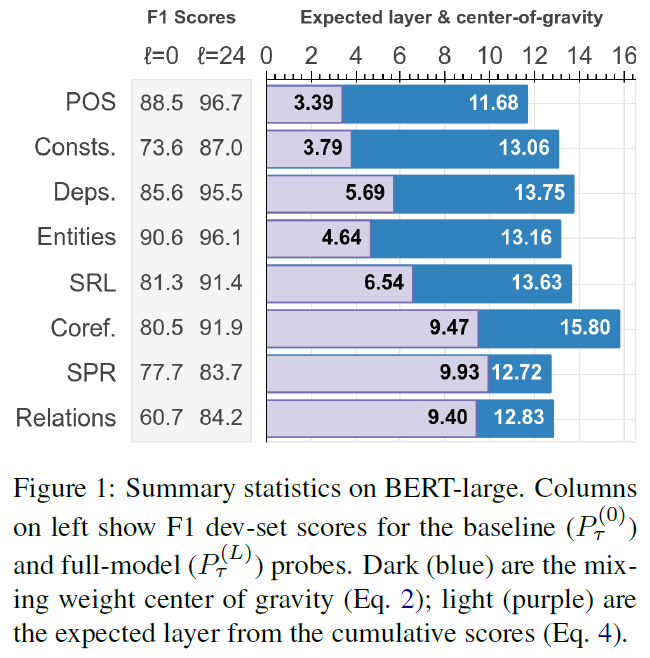 F1 Scores Expected layer & center-of-gravity
ℓ=0 ℓ=24 0 2 4 6 8 10 12 14 16
POS 88.5 96.7 3.39 11.68
Consts. 73.6 87.0 3.79 13.06
Deps. 85.6 95.5 5.69 13.75
Entities 90.6 96.1 4.64 13.16
SRL 81.3 91.4 6.54 13.63
Coref. 80.5 91.9 9.47 15.80
SPR 77.7 83.7 9.93 12.72
Relations 60.7 84.2 9.40 12.83
Figure 1: Summary statistics on BERT-large. Columns
on left show F1 dev-set scores for the baseline (P_τ^(0))
and full-model (P_τ^(L)) probes. Dark (blue) are the mix-
ing weight center of gravity (Eq. 2); light (purple) are
the expected layer from the cumulative scores (Eq. 4).